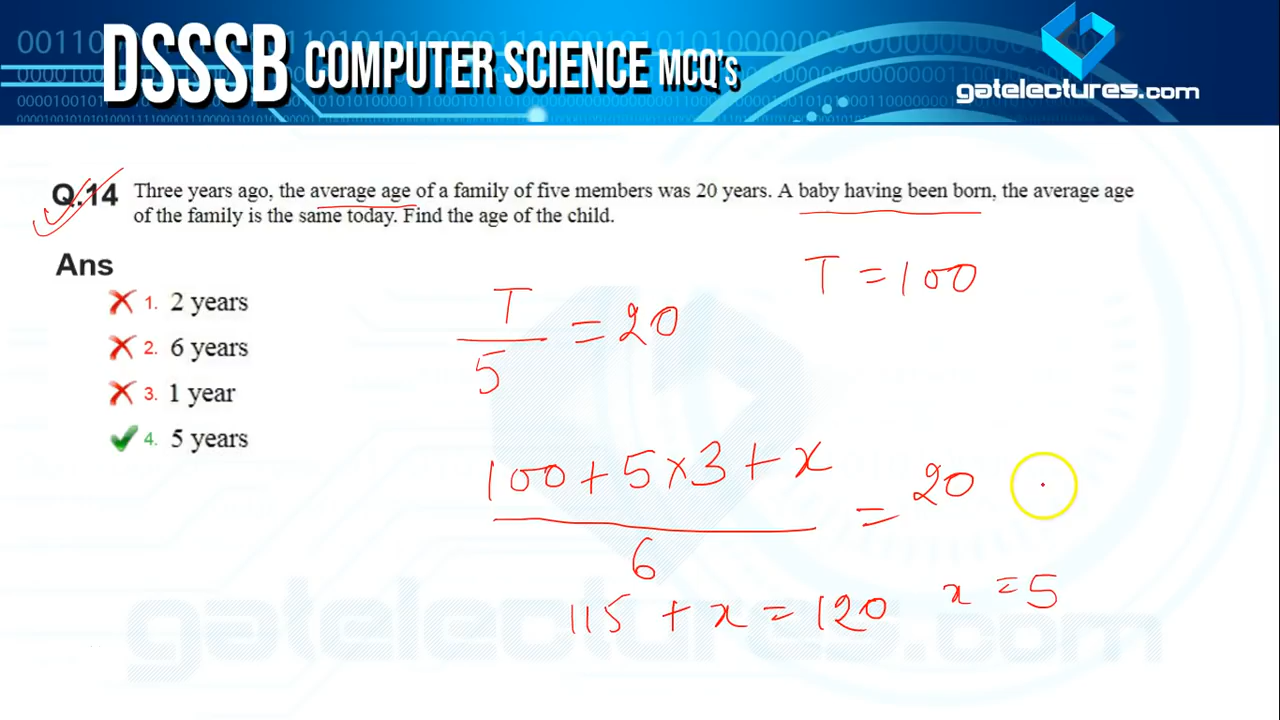 DSSSB COMPUTER SCIENCE MCQ's
gatelectures.com
Q.14 Three years ago, the average age of a family of five members was 20 years. A baby having been born, the average age
of the family is the same today. Find the age of the child.
Ans
1. 2 years
2. 6 years
3. 1 year
4. 5 years
T = 100
T
5
= 20
100 + 5 × 3 + x
6
= 20
115 + x = 120
x = 5
gatelectures.com